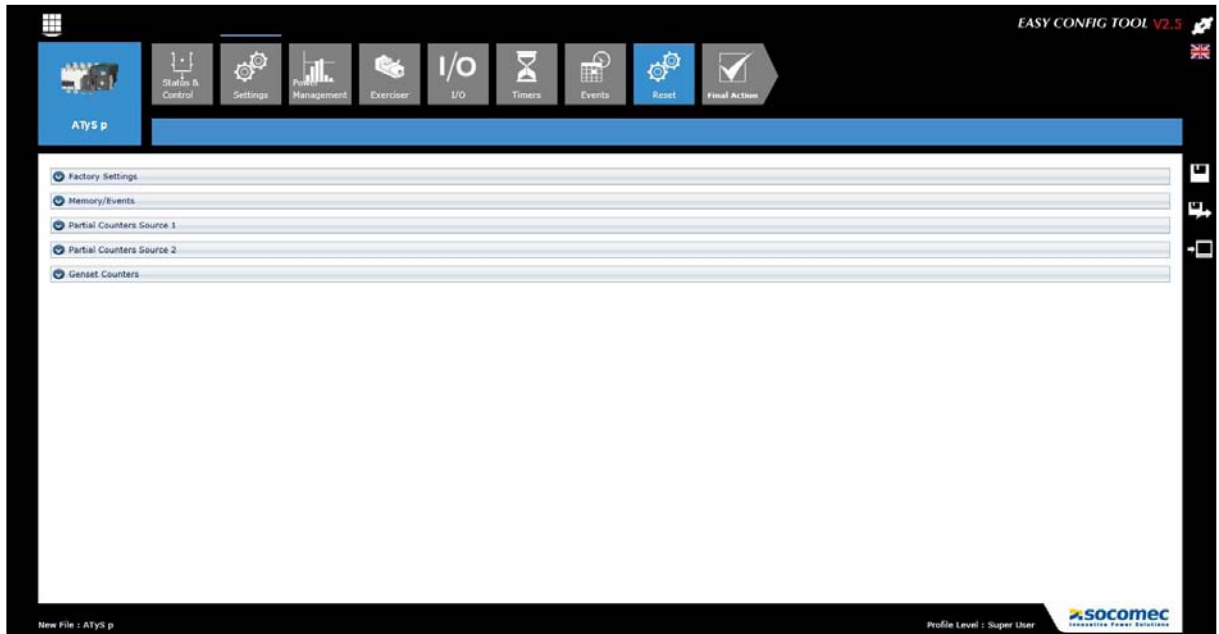 EASY CONFIG TOOL V2.5
ATyS p
Status &
Control
Settings
Power
Management
Exerciser
I/O
I/O
Timers
Events
Reset
Final Action
Factory Settings
Memory/Events
Partial Counters Source 1
Partial Counters Source 2
Genset Counters
New File : ATyS p
Profile Level : Super User
socomec
Innovative Power Solutions